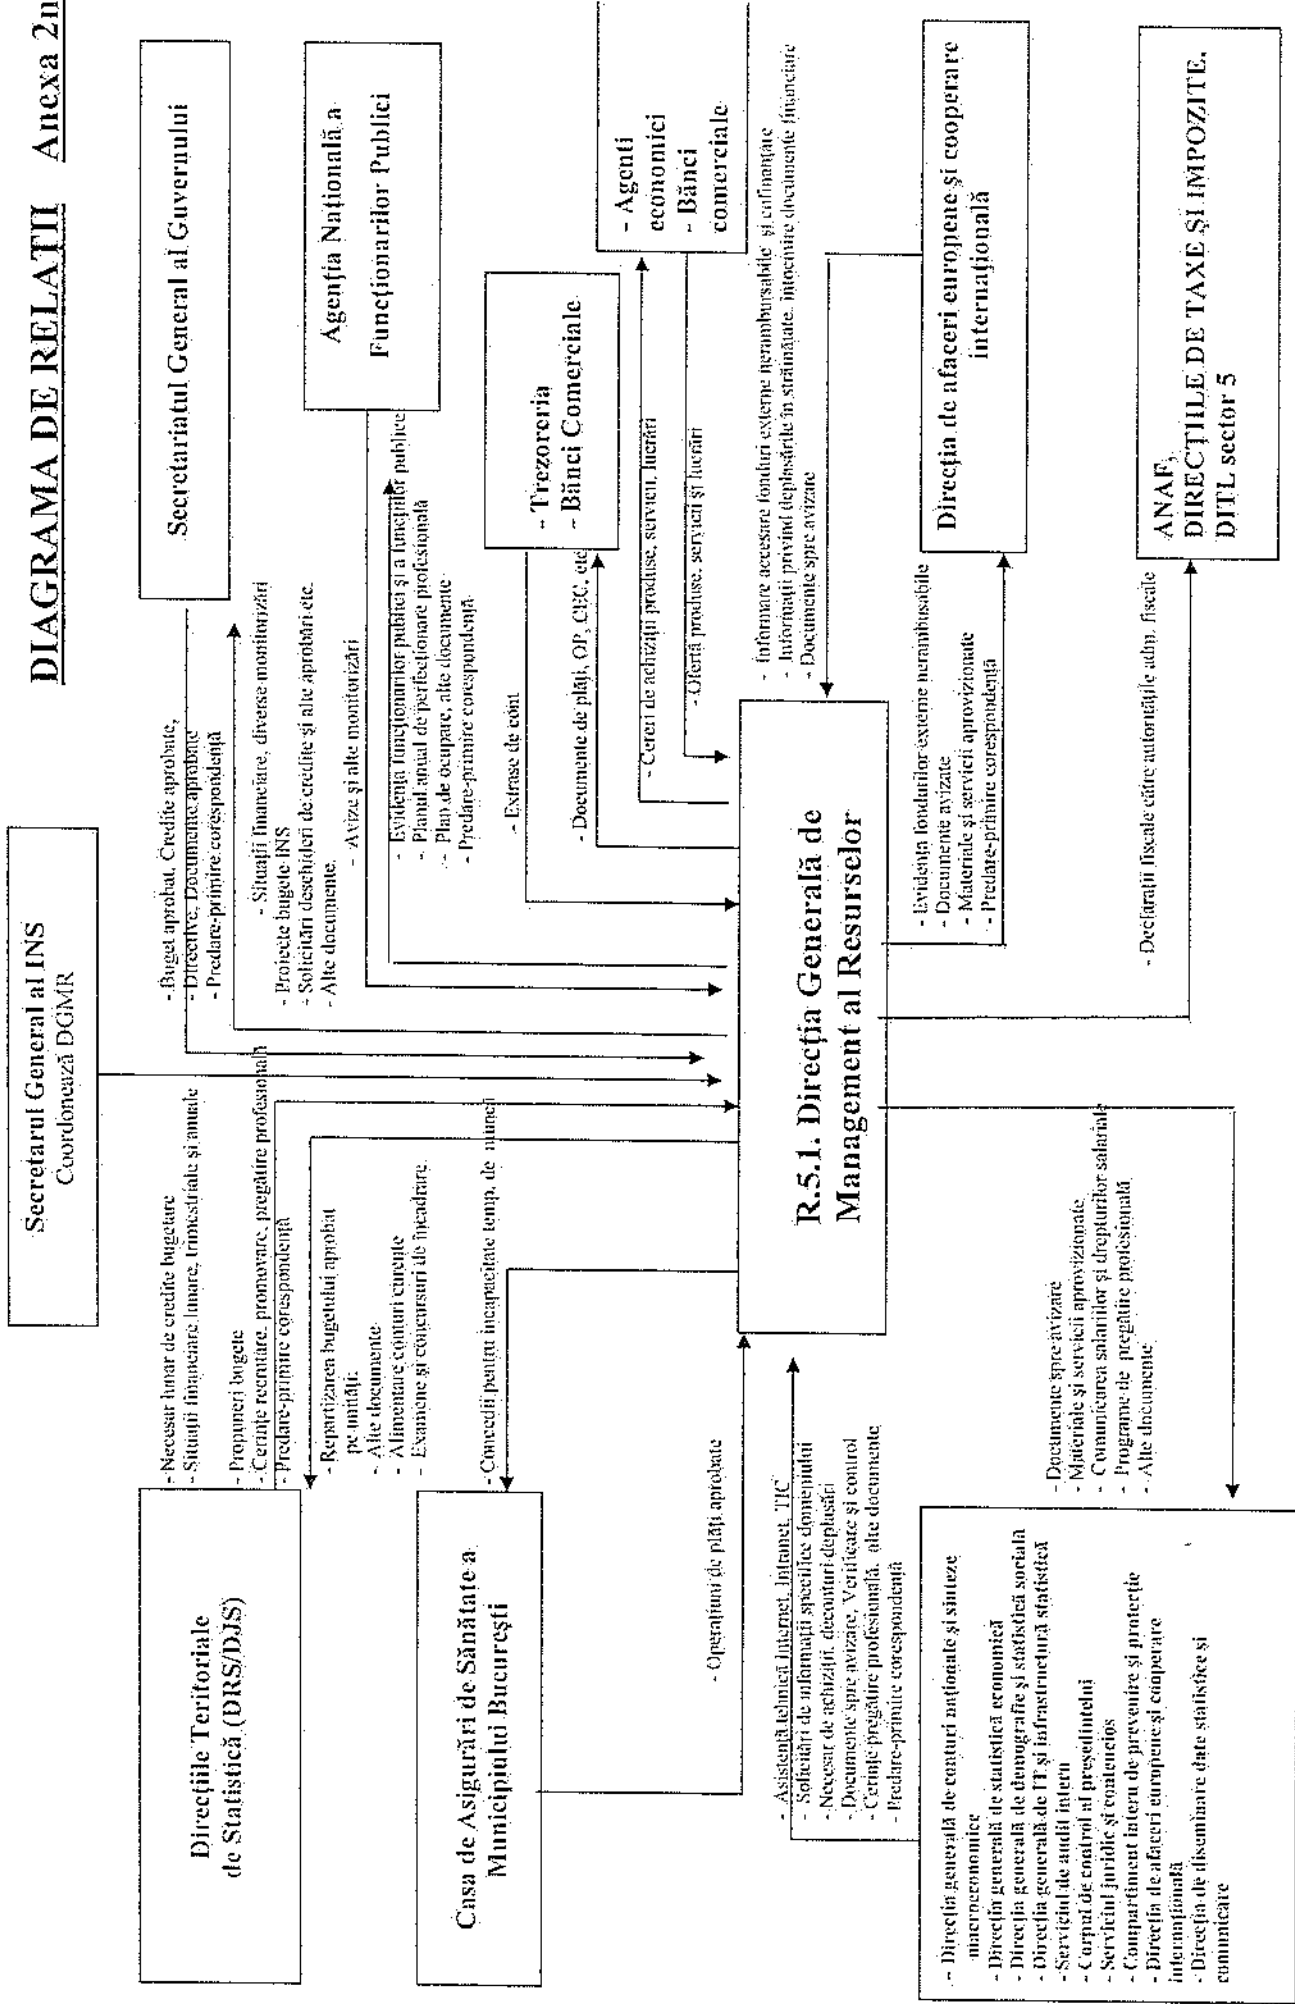 DIAGRAMA DE RELATII Anexa 2n
Secretarul General al INS
Coordonează DGMR
Direcțiile Teritoriale
de Statistică (DRS/DJS)
- Necesar lunar de credite bugetare
- Situații financiare lunare, trimestriale și anuale
- Propuneri bugete
- Cerințe recrutare, promovare, pregătire profesională
- Predare-primire corespondență
- Repartizarea bugetului aprobat
pe unități
- Alte documente
- Alimentare conturi curente
- Examene și concursuri de încadrare
- Buget aprobat, Credite aprobate,
- Directive, Documente aprobate
- Predare-primire corespondență
Secretariatul General al Guvernului
- Situații financiare, diverse monitorizări
- Proiecte bugete INS
- Solicitări deschideri de credite și alte aprobări etc.
- Alte documente
- Avize și alte monitorizări
Agenția Națională a
Funcționarilor Publici
- Evidența funcționarilor publici și a funcțiilor publice
- Planul anual de perfecționare profesională
- Plan de ocupare, alte documente
- Predare-primire corespondență
Casa de Asigurări de Sănătate a
Municipiului București
- Concedii pentru incapacitate temp. de muncă
- Operațiuni de plăți aprobate
- Extrase de cont
- Trezoreria
- Bănci Comerciale
- Documente de plăți, OP, CEC, etc
- Cereri de achiziții produse, servicii, lucrări
- Agenti
economici
- Bănci
comerciale
- Ofertă produse, servicii și lucrări
R.5.1. Direcția Generală de
Management al Resurselor
- Informare accesare fonduri externe nerambursabile și cofinanțare
- Informații privind deplasările în străinătate, întocmire documente financiare
- Documente spre avizare
- Asistență tehnică Internet, Intranet, TIC
- Solicitări de informații specifice domeniului
- Necesar de achiziții, deconturi deplasări
- Documente spre avizare, Verificare și control
- Cerințe pregătire profesională, alte documente
- Predare-primire corespondență
- Evidența fondurilor externe nerambusabile
- Documente avizate
- Materiale și servicii aprovizionate
- Predare-primire corespondență
Direcția de afaceri europene și cooperare
internațională
- Direcția generală de conturi naționale și sinteze
macroeconomice
- Direcția generală de statistică economică
- Direcția generală de demografie și statistică socială
- Direcția generală de IT și infrastructură statistică
- Serviciul de audit intern
- Corpul de control al președintelui
- Serviciul juridic și contencios
- Compartiment intern de prevenire și protecție
- Direcția de afaceri europene și cooperare
internațională
- Direcția de diseminare date statistice și
comunicare
- Documente spre avizare
- Materiale și servicii aprovizionate
- Comunicarea salariilor și drepturilor salariale
- Programe de pregătire profesională
- Alte documente
- Declarații fiscale către autoritățile adm. fiscale
ANAF,
DIRECȚIILE DE TAXE ȘI IMPOZITE,
DITL sector 5